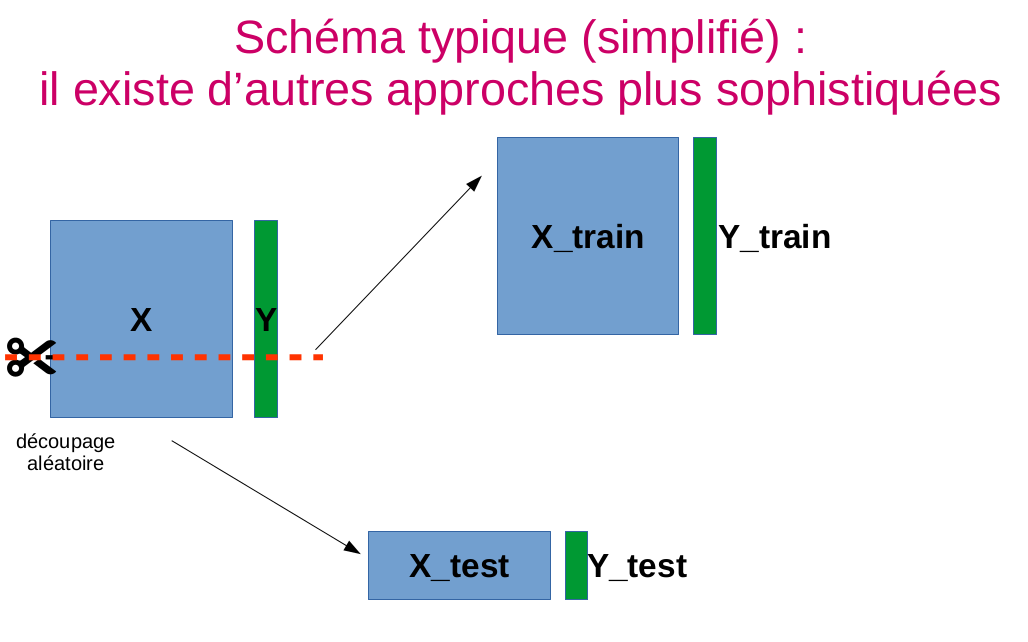 Schéma typique (simplifié) :
il existe d’autres approches plus sophistiquées
X_train
Y_train
X
Y
découpage
aléatoire
X_test
Y_test